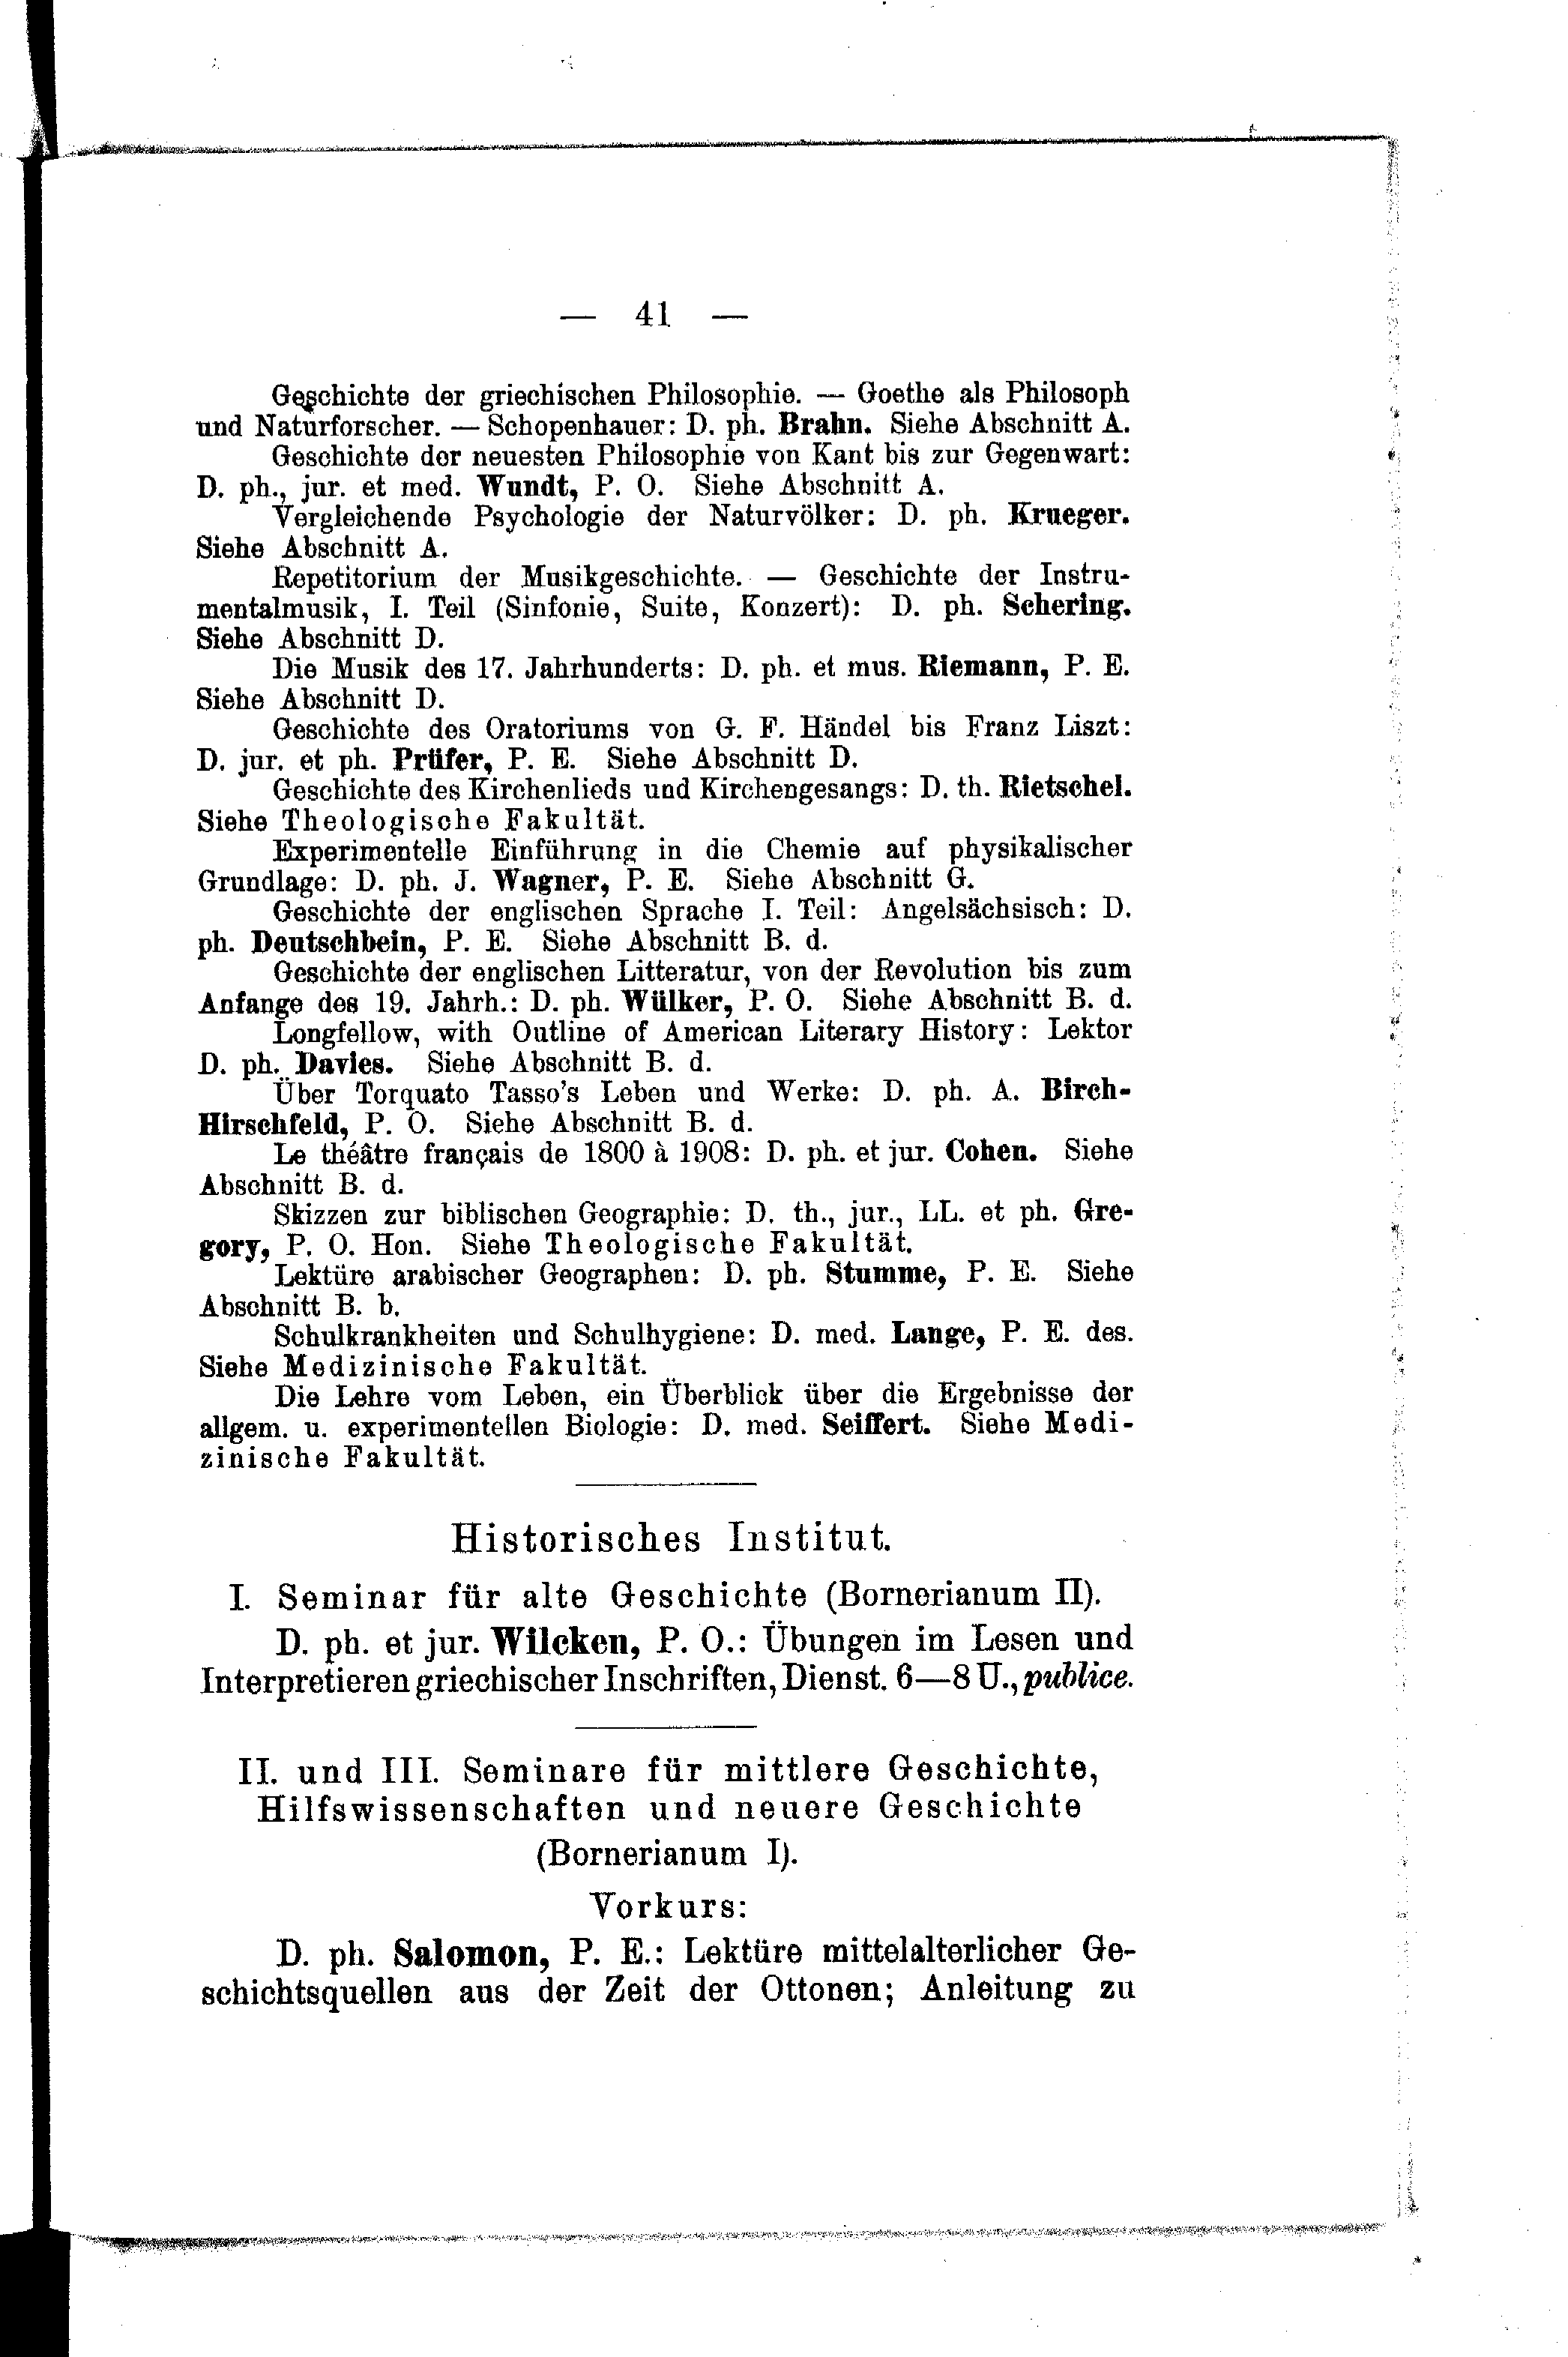 — 41 —
Geschichte der griechischen Philosophie. — Goethe als Philosoph
und Naturforscher. — Schopenhauer: D. ph. Brahn. Siehe Abschnitt A.
Geschichte der neuesten Philosophie von Kant bis zur Gegenwart:
D. ph., jur. et med. Wundt, P. O. Siehe Abschnitt A.
Vergleichende Psychologie der Naturvölker: D. ph. Krueger.
Siehe Abschnitt A.
Repetitorium der Musikgeschichte. — Geschichte der Instru-
mentalmusik, I. Teil (Sinfonie, Suite, Konzert): D. ph. Schering.
Siehe Abschnitt D.
Die Musik des 17. Jahrhunderts: D. ph. et mus. Riemann, P. E.
Siehe Abschnitt D.
Geschichte des Oratoriums von G. F. Händel bis Franz Liszt:
D. jur. et ph. Prüfer, P. E. Siehe Abschnitt D.
Geschichte des Kirchenlieds und Kirchengesangs: D. th. Rietschel.
Siehe Theologische Fakultät.
Experimentelle Einführung in die Chemie auf physikalischer
Grundlage: D. ph. J. Wagner, P. E. Siehe Abschnitt G.
Geschichte der englischen Sprache I. Teil: Angelsächsisch: D.
ph. Deutschbein, P. E. Siehe Abschnitt B. d.
Geschichte der englischen Litteratur, von der Revolution bis zum
Anfange des 19. Jahrh.: D. ph. Wülker, P. O. Siehe Abschnitt B. d.
Longfellow, with Outline of American Literary History: Lektor
D. ph. Davies. Siehe Abschnitt B. d.
Über Torquato Tasso's Leben und Werke: D. ph. A. Birch-
Hirschfeld, P. O. Siehe Abschnitt B. d.
Le théâtre français de 1800 à 1908: D. ph. et jur. Cohen. Siehe
Abschnitt B. d.
Skizzen zur biblischen Geographie: D. th., jur., LL. et ph. Gre-
gory, P. O. Hon. Siehe Theologische Fakultät.
Lektüre arabischer Geographen: D. ph. Stumme, P. E. Siehe
Abschnitt B. b.
Schulkrankheiten und Schulhygiene: D. med. Lange, P. E. des.
Siehe Medizinische Fakultät.
Die Lehre vom Leben, ein Überblick über die Ergebnisse der
allgem. u. experimentellen Biologie: D. med. Seiffert. Siehe Medi-
zinische Fakultät.
Historisches Institut.
I. Seminar für alte Geschichte (Bornerianum II).
D. ph. et jur. Wilcken, P. O.: Übungen im Lesen und
Interpretieren griechischer Inschriften, Dienst. 6—8 U., publice.
II. und III. Seminare für mittlere Geschichte,
Hilfswissenschaften und neuere Geschichte
(Bornerianum I).
Vorkurs:
D. ph. Salomon, P. E.: Lektüre mittelalterlicher Ge-
schichtsquellen aus der Zeit der Ottonen; Anleitung zu